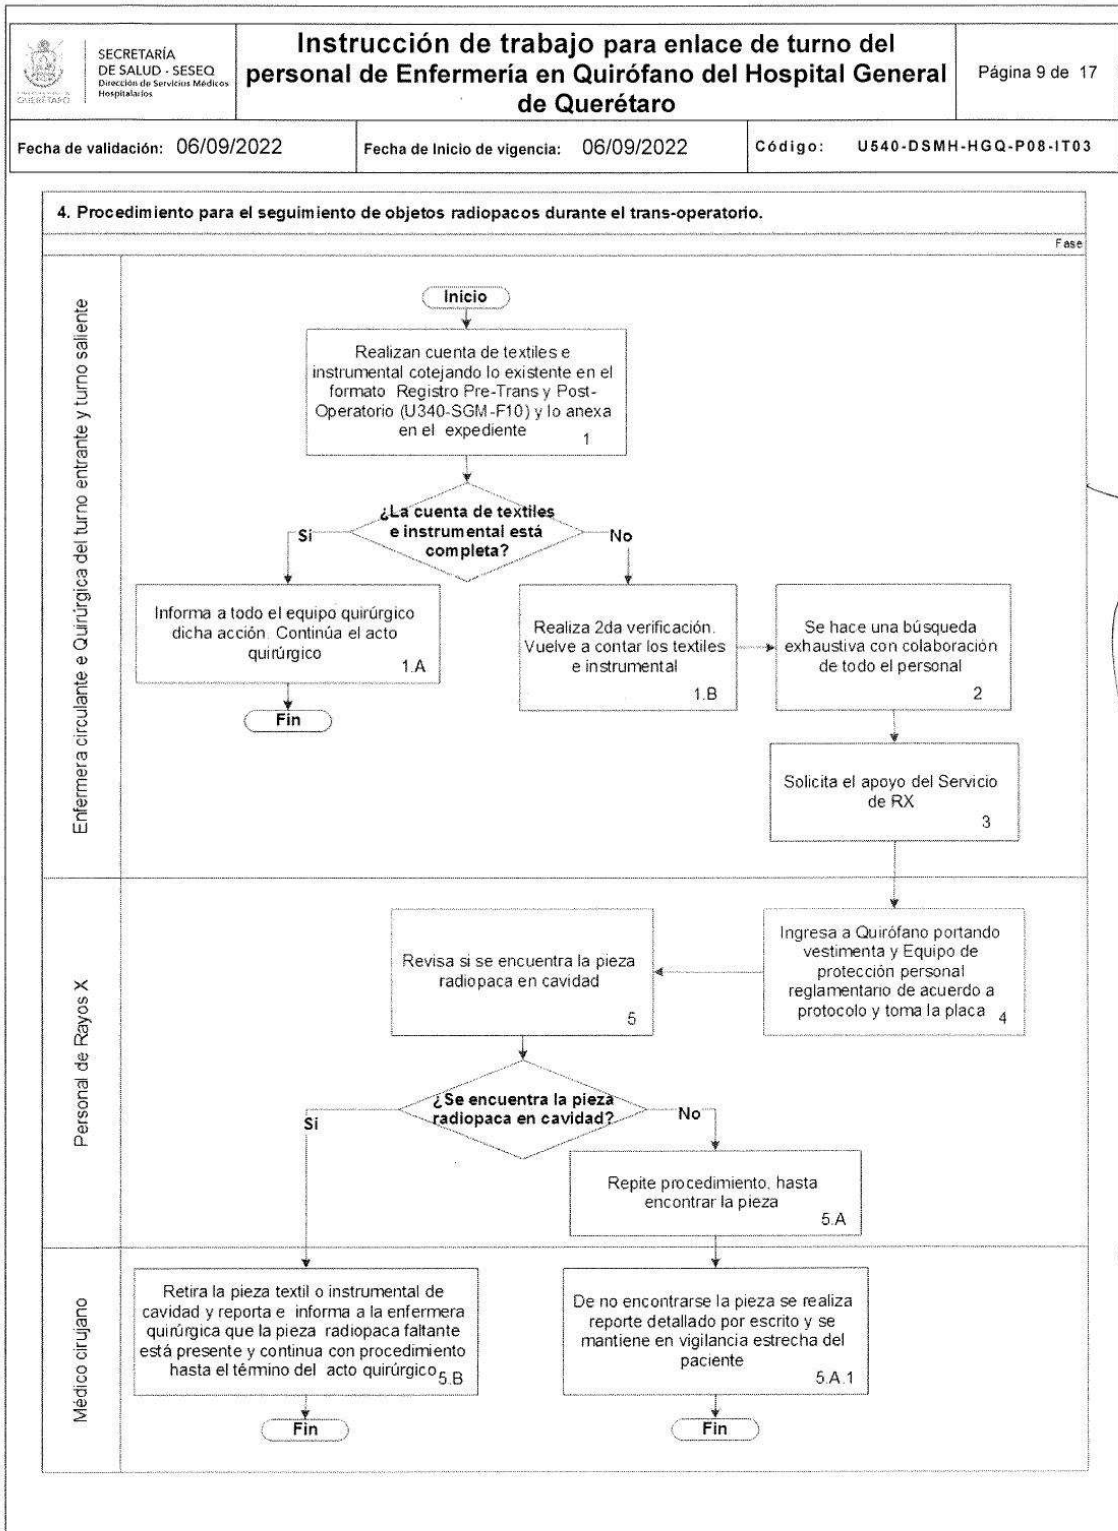 SECRETARÍA
DE SALUD - SESEQ
Dirección de Servicios Médicos
Hospitalarios
QUERÉTARO
Instrucción de trabajo para enlace de turno del
personal de Enfermería en Quirófano del Hospital General
de Querétaro
Página 9 de 17
Fecha de validación: 06/09/2022
Fecha de Inicio de vigencia: 06/09/2022
Código: U540-DSMH-HGQ-P08-IT03
4. Procedimiento para el seguimiento de objetos radiopacos durante el trans-operatorio.
Fase
Enfermera circulante e Quirúrgica del turno entrante y turno saliente
Inicio
Realizan cuenta de textiles e
instrumental cotejando lo existente en el
formato Registro Pre-Trans y Post-
Operatorio (U340-SGM-F10) y lo anexa
en el expediente
1
¿La cuenta de textiles
e instrumental está
completa?
Si
No
Informa a todo el equipo quirúrgico
dicha acción. Continúa el acto
quirúrgico
1.A
Fin
Realiza 2da verificación.
Vuelve a contar los textiles
e instrumental
1.B
Se hace una búsqueda
exhaustiva con colaboración
de todo el personal
2
Solicita el apoyo del Servicio
de RX
3
Personal de Rayos X
Ingresa a Quirófano portando
vestimenta y Equipo de
protección personal
reglamentario de acuerdo a
protocolo y toma la placa
4
Revisa si se encuentra la pieza
radiopaca en cavidad
5
¿Se encuentra la pieza
radiopaca en cavidad?
Si
No
Repite procedimiento, hasta
encontrar la pieza
5.A
Médico cirujano
Retira la pieza textil o instrumental de
cavidad y reporta e informa a la enfermera
quirúrgica que la pieza radiopaca faltante
está presente y continua con procedimiento
hasta el término del acto quirúrgico
5.B
Fin
De no encontrarse la pieza se realiza
reporte detallado por escrito y se
mantiene en vigilancia estrecha del
paciente
5.A.1
Fin